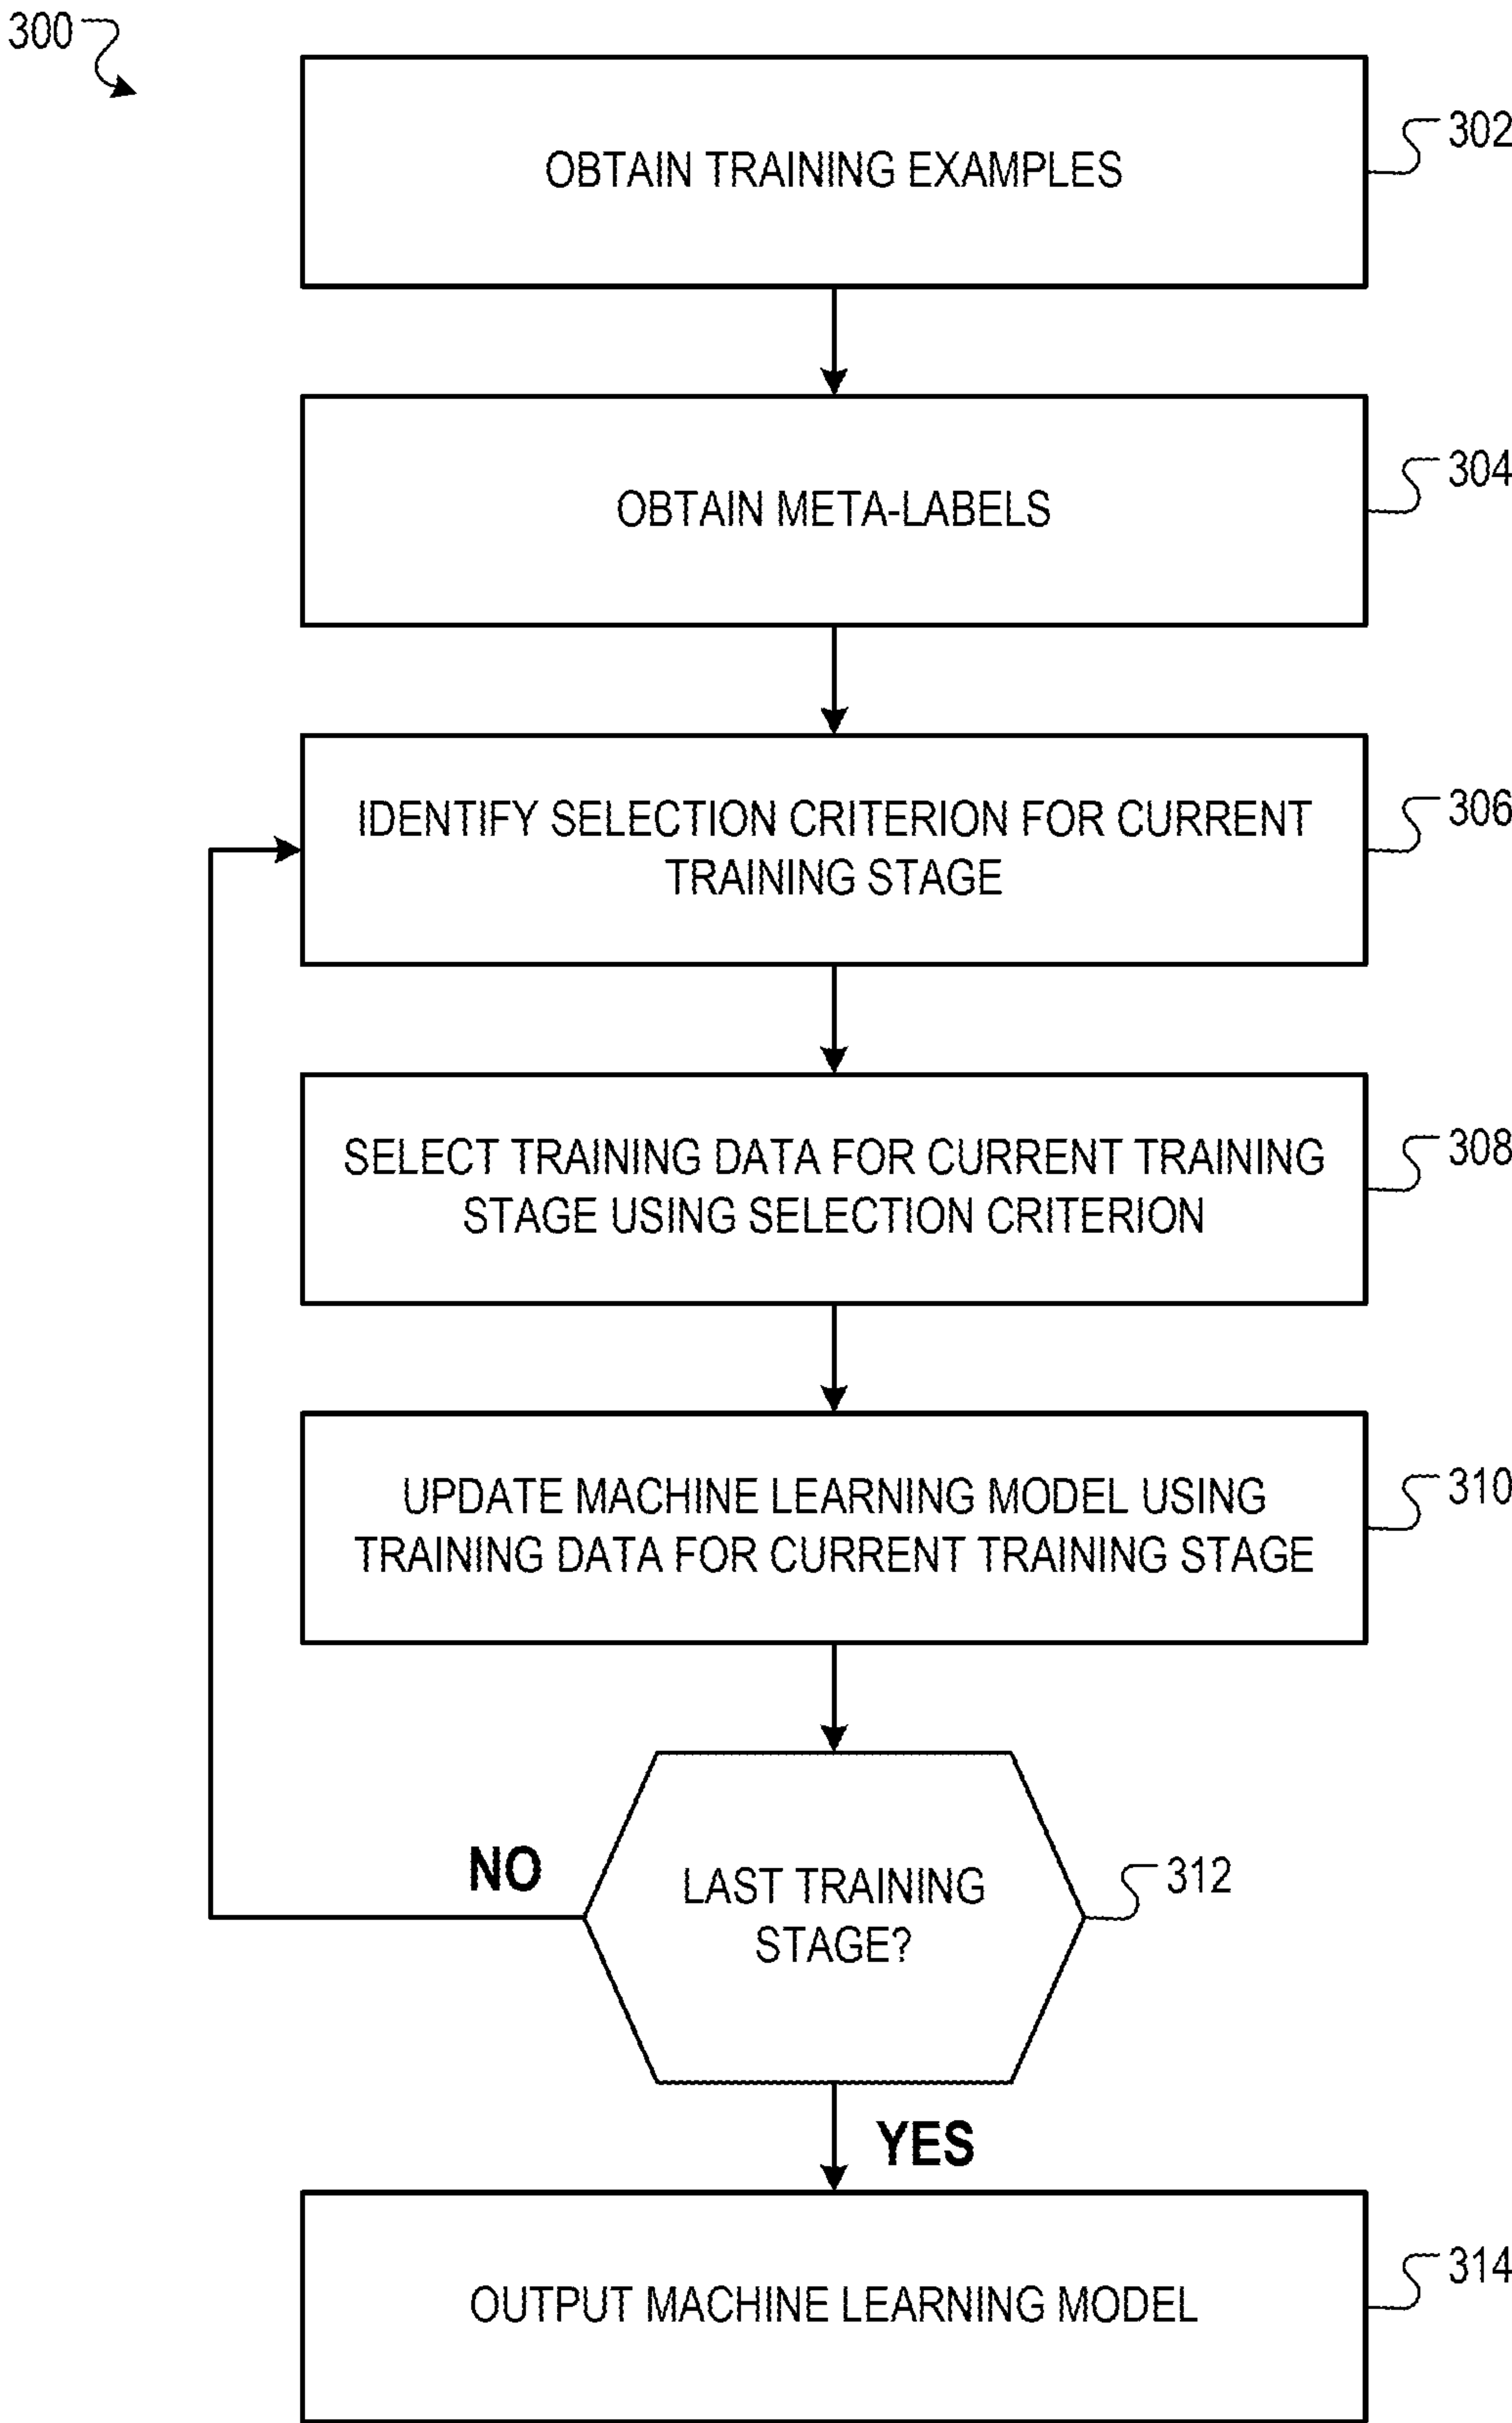 300
OBTAIN TRAINING EXAMPLES
302
OBTAIN META-LABELS
304
IDENTIFY SELECTION CRITERION FOR CURRENT
TRAINING STAGE
306
SELECT TRAINING DATA FOR CURRENT TRAINING
STAGE USING SELECTION CRITERION
308
UPDATE MACHINE LEARNING MODEL USING
TRAINING DATA FOR CURRENT TRAINING STAGE
310
NO
LAST TRAINING
STAGE?
312
YES
OUTPUT MACHINE LEARNING MODEL
314